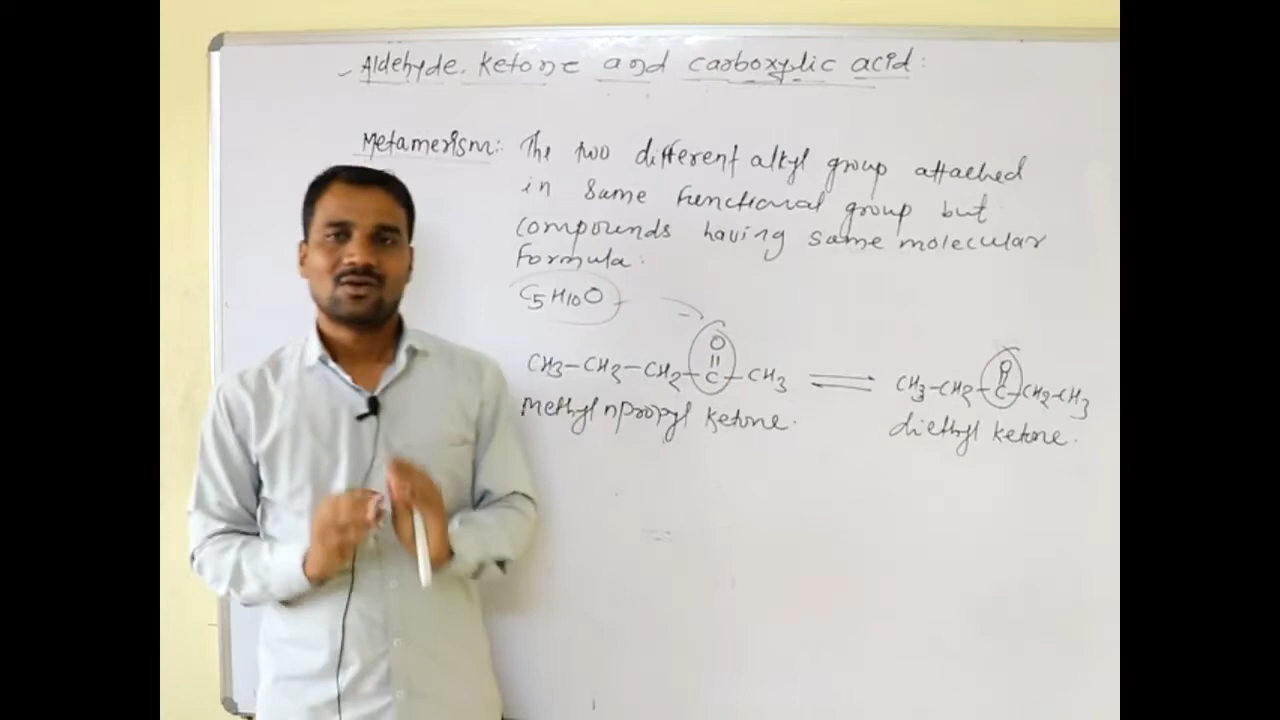 Aldehyde, Ketone and carboxylic acid:
Metamerism: The two different alkyl group attached
in same functional group but
compounds having same molecular
formula:
C5H10O
O O
||
CH3-CH2-CH2-C-CH3 ⇌ CH3-CH2-C-CH2-CH3
methyl npropyl ketone. diethyl ketone.